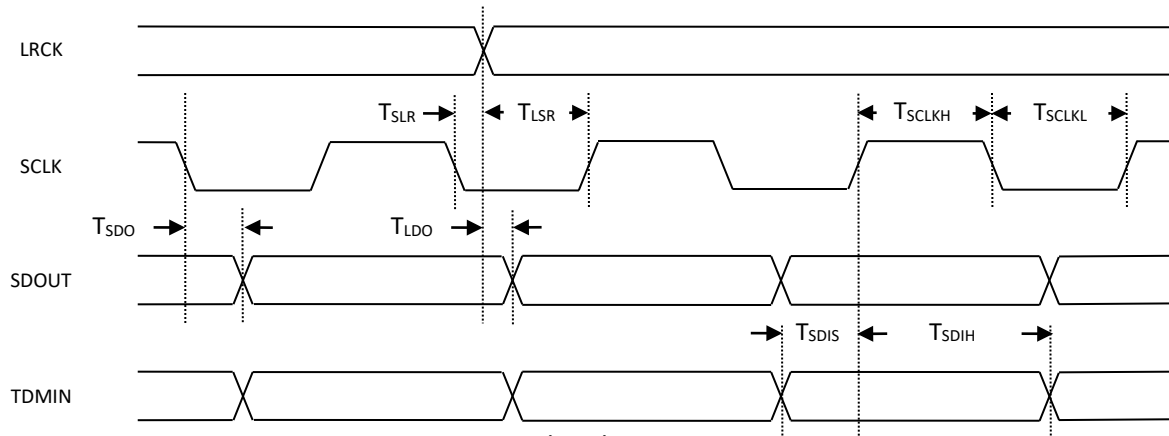 LRCK
TSLR TLSR TSCLKH TSCLKL
SCLK
TSDO TLDO
SDOUT
TSDIS TSDIH
TDMIN